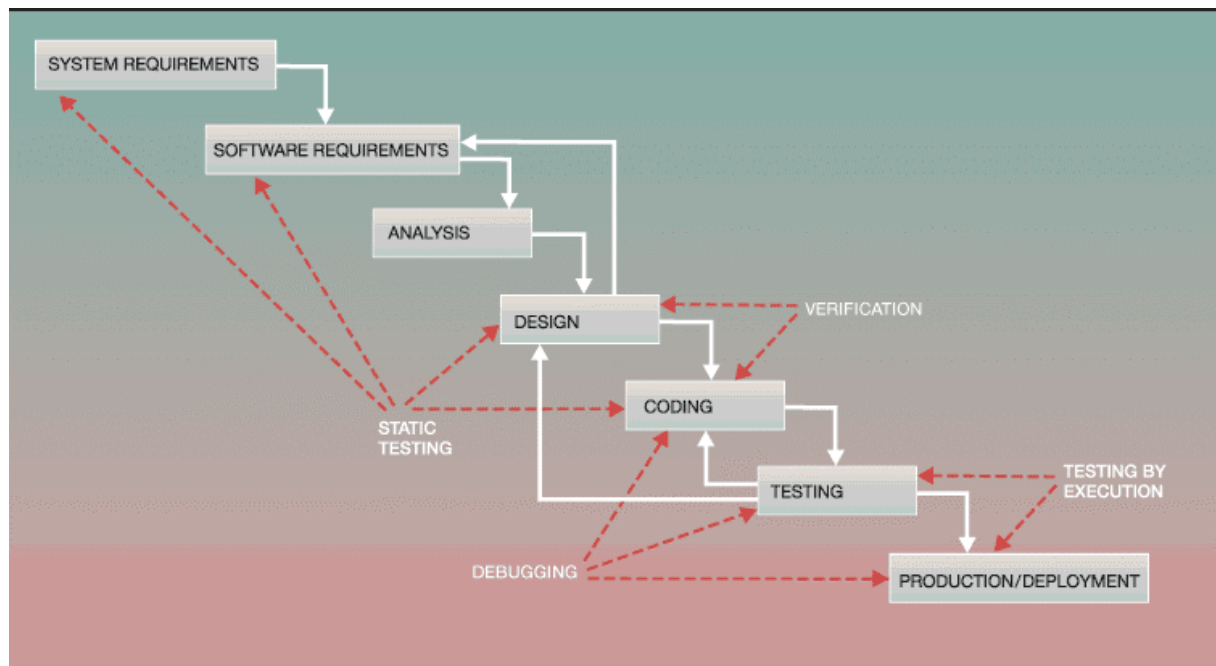 SYSTEM REQUIREMENTS
SOFTWARE REQUIREMENTS
ANALYSIS
DESIGN
VERIFICATION
CODING
STATIC
TESTING
TESTING
TESTING BY
EXECUTION
DEBUGGING
PRODUCTION/DEPLOYMENT